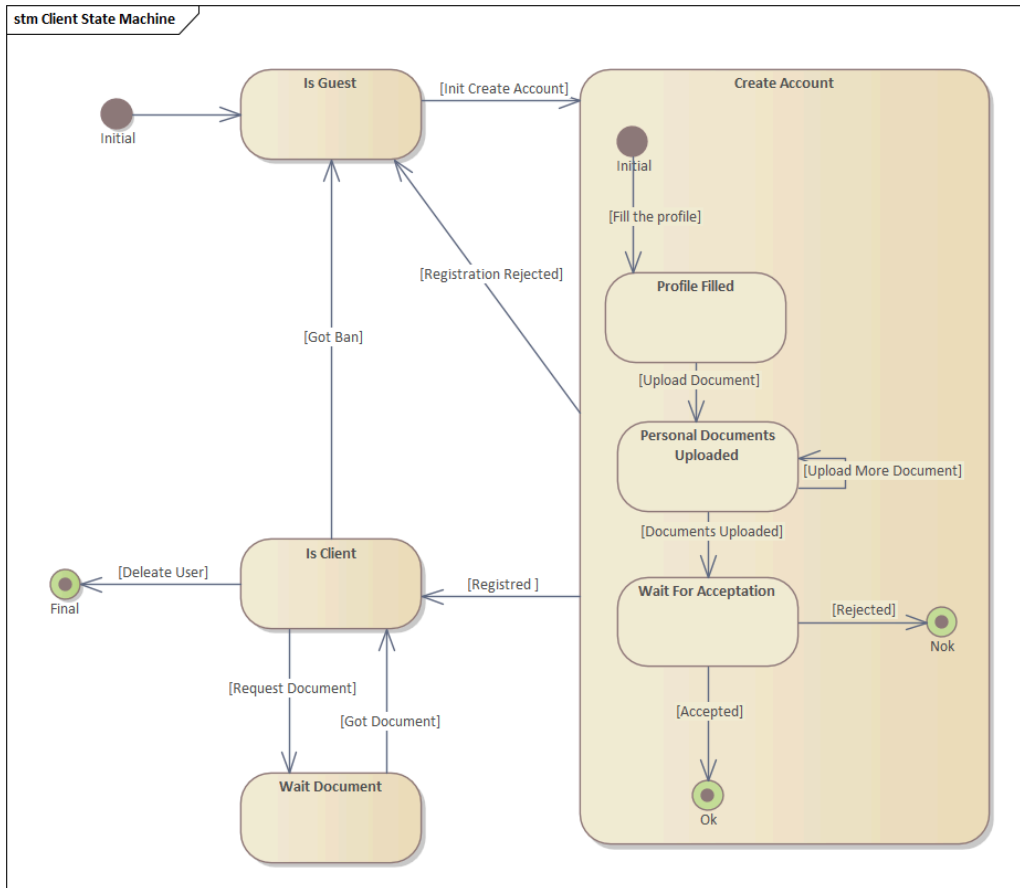 stm Client State Machine
Is Guest
[Init Create Account]
Create Account
Initial
Initial
[Fill the profile]
[Registration Rejected]
Profile Filled
[Got Ban]
[Upload Document]
Personal Documents
Uploaded
[Upload More Document]
[Documents Uploaded]
Is Client
[Deleate User]
[Registred ]
Wait For Acceptation
[Rejected]
Final
Nok
[Request Document]
[Got Document]
[Accepted]
Wait Document
Ok